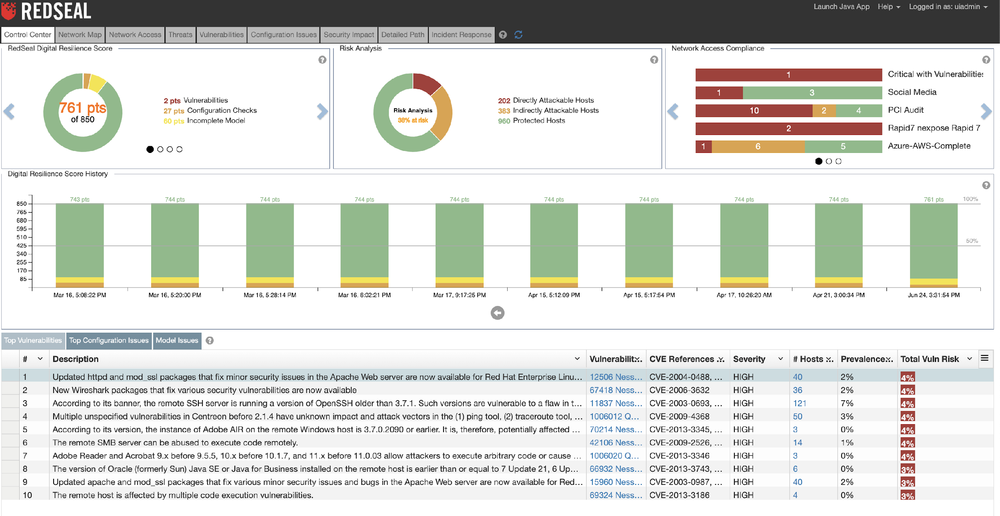 REDSEAL
Launch Java App Help Logged in as: uiadmin
Control Center Network Map Network Access Threats Vulnerabilities Configuration Issues Security Impact Detailed Path Incident Response ?
RedSeal Digital Resilience Score
?
761 pts
of 850
2 pts Vulnerabilities
27 pts Configuration Checks
60 pts Incomplete Model
Risk Analysis
?
Risk Analysis
38% at risk
202 Directly Attackable Hosts
383 Indirectly Attackable Hosts
960 Protected Hosts
Network Access Compliance
?
1 Critical with Vulnerabilities
1 3 Social Media
10 2 4 PCI Audit
2 Rapid7 nexpose Rapid 7
1 6 5 Azure-AWS-Complete
Digital Resilience Score History
?
743 pts 744 pts 744 pts 744 pts 744 pts 744 pts 744 pts 744 pts 744 pts 761 pts 100%
850
765
680
595
510
425 50%
340
255
170
85
Mar 16, 5:08:22 PM Mar 16, 5:20:00 PM Mar 16, 5:28:14 PM Mar 16, 6:02:21 PM Mar 17, 9:17:25 PM Apr 15, 5:12:09 PM Apr 15, 5:17:54 PM Apr 17, 10:26:20 AM Apr 21, 3:00:34 PM Jun 24, 3:31:54 PM
Top Vulnerabilities Top Configuration Issues Model Issues ?
# Description Vulnerabilit... CVE References ... Severity # Hosts ... Prevalence... Total Vuln Risk
1 Updated httpd and mod_ssl packages that fix minor security issues in the Apache Web server are now available for Red Hat Enterprise Linu... 12506 Ness... CVE-2004-0488, ... HIGH 40 2% 4%
2 New Wireshark packages that fix various security vulnerabilities are now available 67418 Ness... CVE-2006-3632 HIGH 36 2% 4%
3 According to its banner, the remote SSH server is running a version of OpenSSH older than 3.7.1. Such versions are vulnerable to a flaw in t... 11837 Ness... CVE-2003-0693, ... HIGH 121 7% 4%
4 Multiple unspecified vulnerabilities in Centreon before 2.1.4 have unknown impact and attack vectors in the (1) ping tool, (2) traceroute tool, ... 1006012 Q... CVE-2009-4368 HIGH 50 3% 4%
5 According to its version, the instance of Adobe AIR on the remote Windows host is 3.7.0.2090 or earlier. It is, therefore, potentially affected ... 70214 Ness... CVE-2013-3345, ... HIGH 3 0% 4%
6 The remote SMB server can be abused to execute code remotely. 42106 Ness... CVE-2009-2526, ... HIGH 14 1% 4%
7 Adobe Reader and Acrobat 9.x before 9.5.5, 10.x before 10.1.7, and 11.x before 11.0.03 allow attackers to execute arbitrary code or cause ... 1006020 Q... CVE-2013-3346 HIGH 3 0% 4%
8 The version of Oracle (formerly Sun) Java SE or Java for Business installed on the remote host is earlier than or equal to 7 Update 21, 6 Up... 66932 Ness... CVE-2013-3743, ... HIGH 6 0% 3%
9 Updated apache and mod_ssl packages that fix various minor security issues and bugs in the Apache Web server are now available for Red... 15960 Ness... CVE-2003-0987, ... HIGH 40 2% 3%
10 The remote host is affected by multiple code execution vulnerabilities. 69324 Ness... CVE-2013-3186 HIGH 4 0% 3%